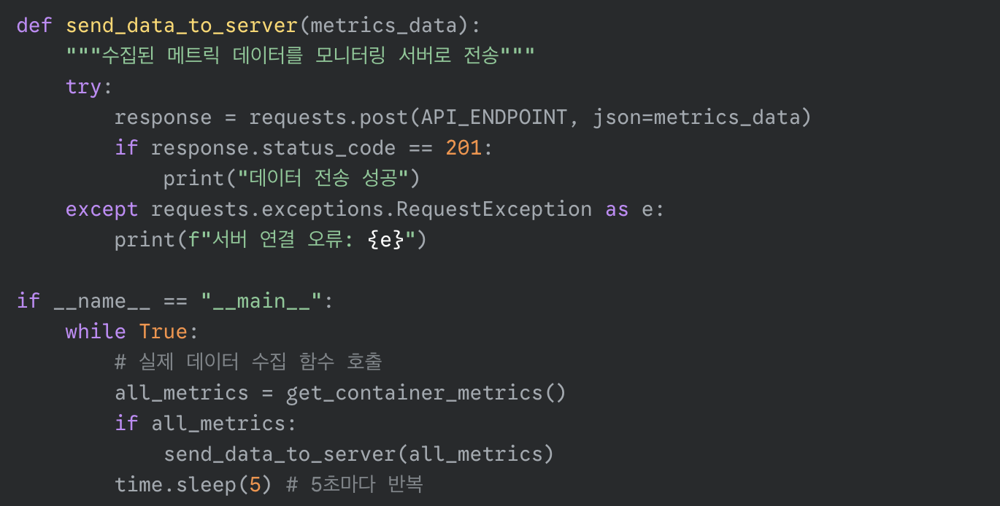 def send_data_to_server(metrics_data):
    """수집된 메트릭 데이터를 모니터링 서버로 전송"""
    try:
        response = requests.post(API_ENDPOINT, json=metrics_data)
        if response.status_code == 201:
            print("데이터 전송 성공")
    except requests.exceptions.RequestException as e:
        print(f"서버 연결 오류: {e}")

if __name__ == "__main__":
    while True:
        # 실제 데이터 수집 함수 호출
        all_metrics = get_container_metrics()
        if all_metrics:
            send_data_to_server(all_metrics)
        time.sleep(5) # 5초마다 반복